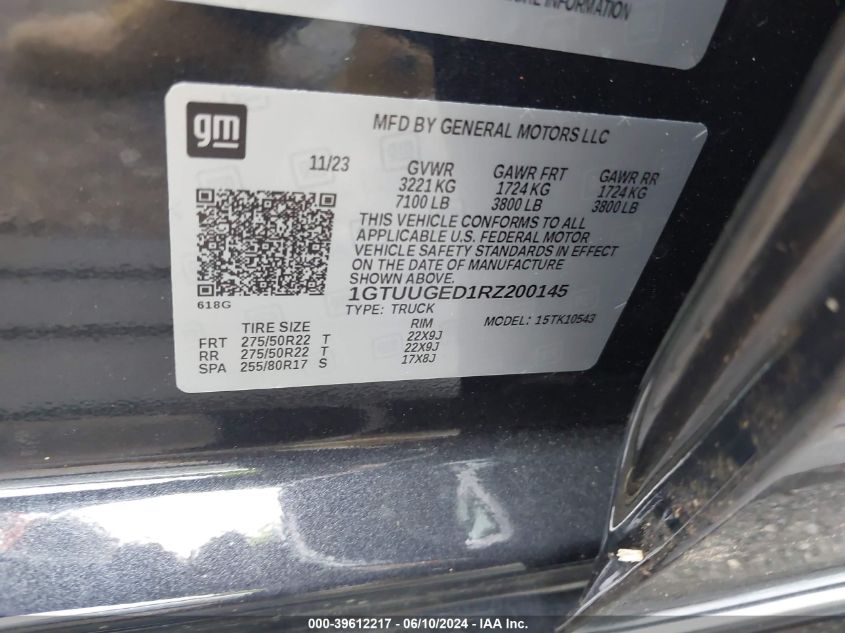 INFORMATION
gm
MFD BY GENERAL MOTORS LLC
11/23 GVWR GAWR FRT GAWR RR
3221 KG 1724 KG 1724 KG
7100 LB 3800 LB 3800 LB
THIS VEHICLE CONFORMS TO ALL
APPLICABLE U.S. FEDERAL MOTOR
VEHICLE SAFETY STANDARDS IN EFFECT
ON THE DATE OF MANUFACTURE
SHOWN ABOVE.
618G
1GTUUGED1RZ200145
TYPE: TRUCK MODEL: 15TK10543
TIRE SIZE RIM
FRT 275/50R22 T 22X9J
RR 275/50R22 T 22X9J
SPA 255/80R17 S 17X8J
000-39612217 - 06/10/2024 - IAA Inc.